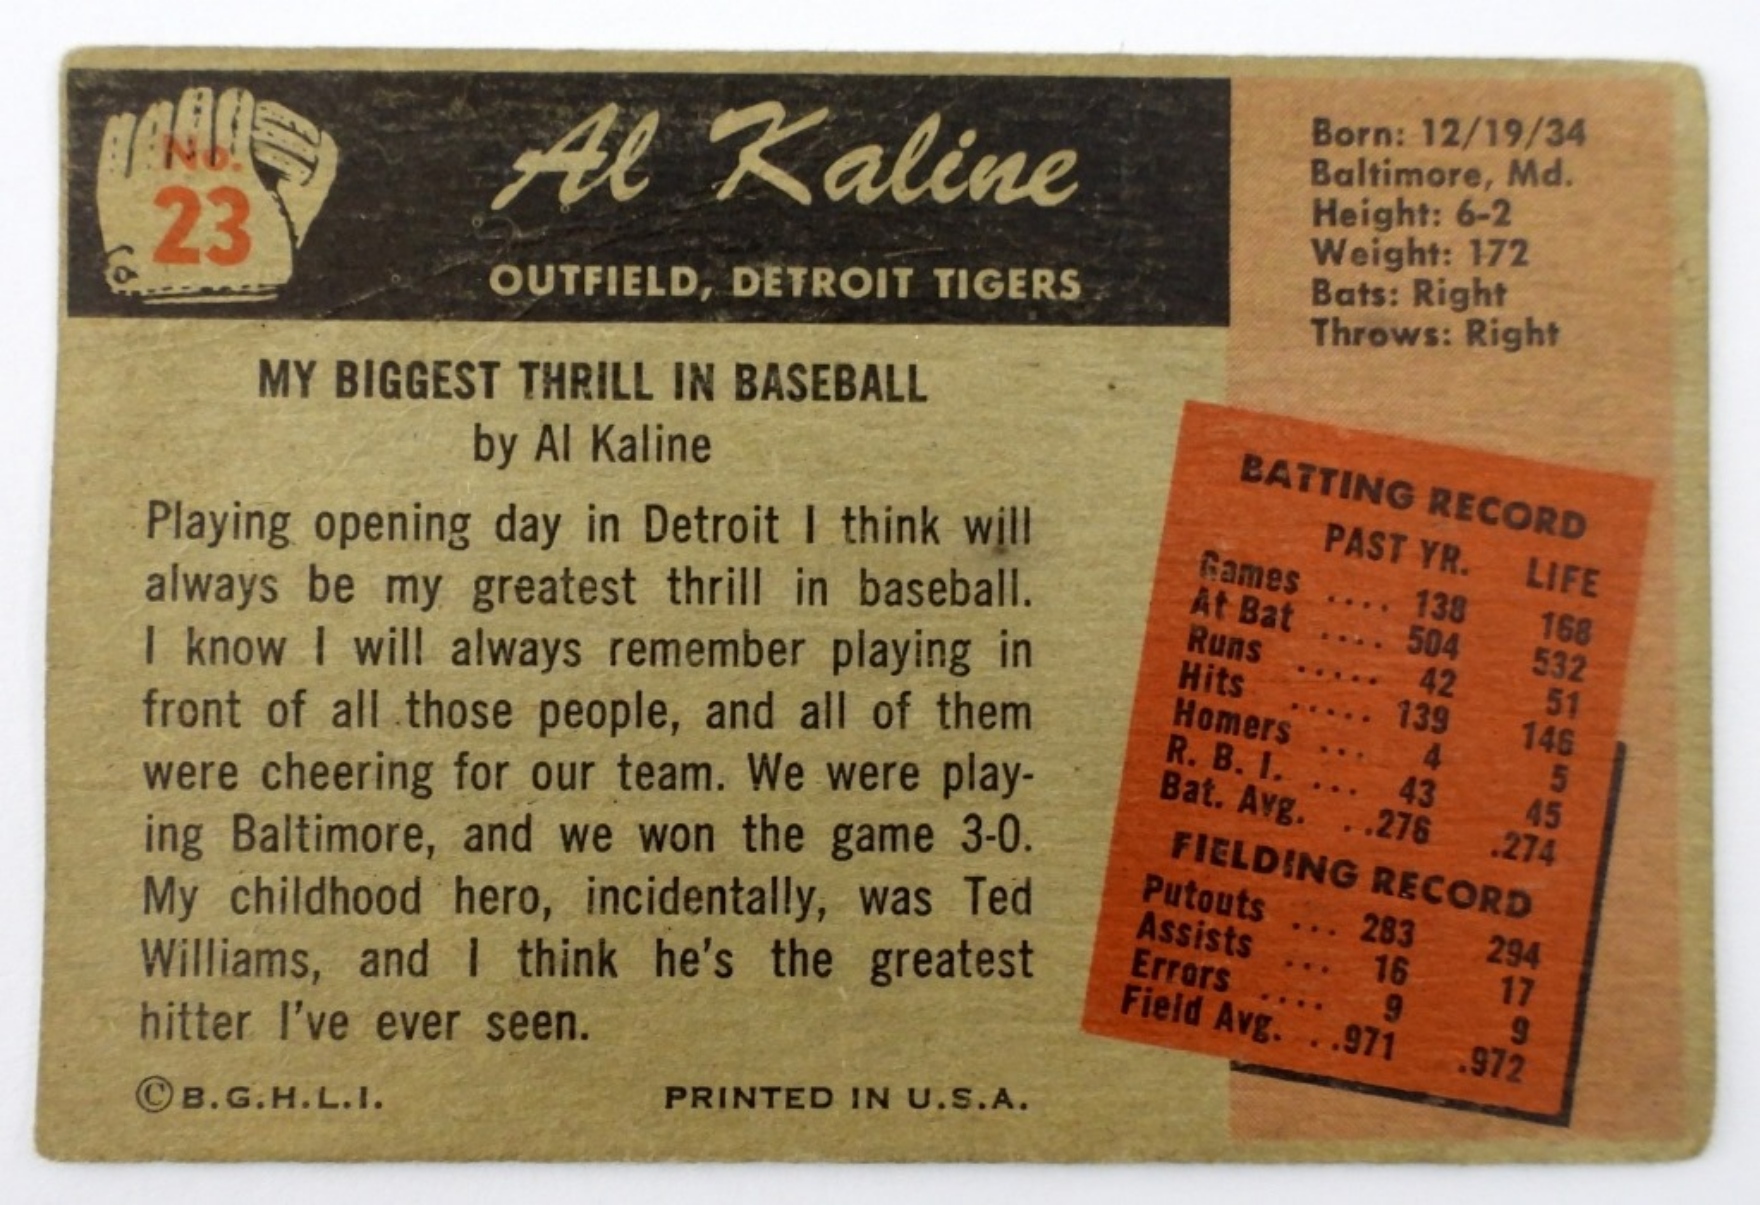 No.
23
Al Kaline
OUTFIELD, DETROIT TIGERS
Born: 12/19/34
Baltimore, Md.
Height: 6-2
Weight: 172
Bats: Right
Throws: Right
MY BIGGEST THRILL IN BASEBALL
by Al Kaline
Playing opening day in Detroit I think will
always be my greatest thrill in baseball.
I know I will always remember playing in
front of all those people, and all of them
were cheering for our team. We were play-
ing Baltimore, and we won the game 3-0.
My childhood hero, incidentally, was Ted
Williams, and I think he's the greatest
hitter I've ever seen.
©B.G.H.L.I. PRINTED IN U.S.A.
BATTING RECORD
PAST YR. LIFE
Games .... 138 168
At Bat .... 504 532
Runs ..... 42 51
Hits ..... 139 146
Homers ... 4 5
R. B. I. ... 43 45
Bat. Avg. ..276 .274
FIELDING RECORD
Putouts ... 283 294
Assists ... 16 17
Errors .... 9 9
Field Avg. ..971 .972